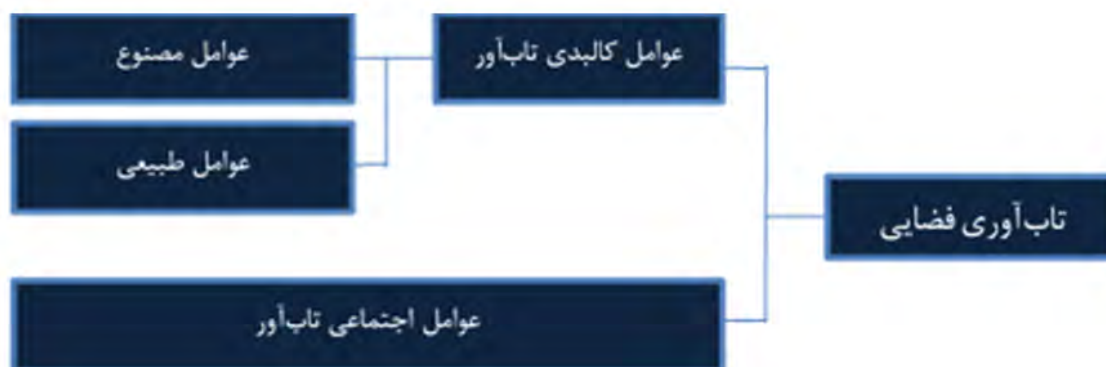 تاب‌آوری فضایی
عوامل کالبدی تاب‌آور
عوامل مصنوع
عوامل طبیعی
عوامل اجتماعی تاب‌آور